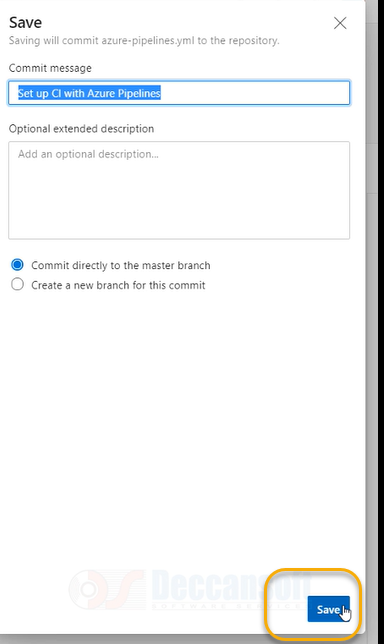 Save
Saving will commit azure-pipelines.yml to the repository.
Commit message
Set up CI with Azure Pipelines
Optional extended description
Add an optional description...
Commit directly to the master branch
Create a new branch for this commit
Deccansoft
Save